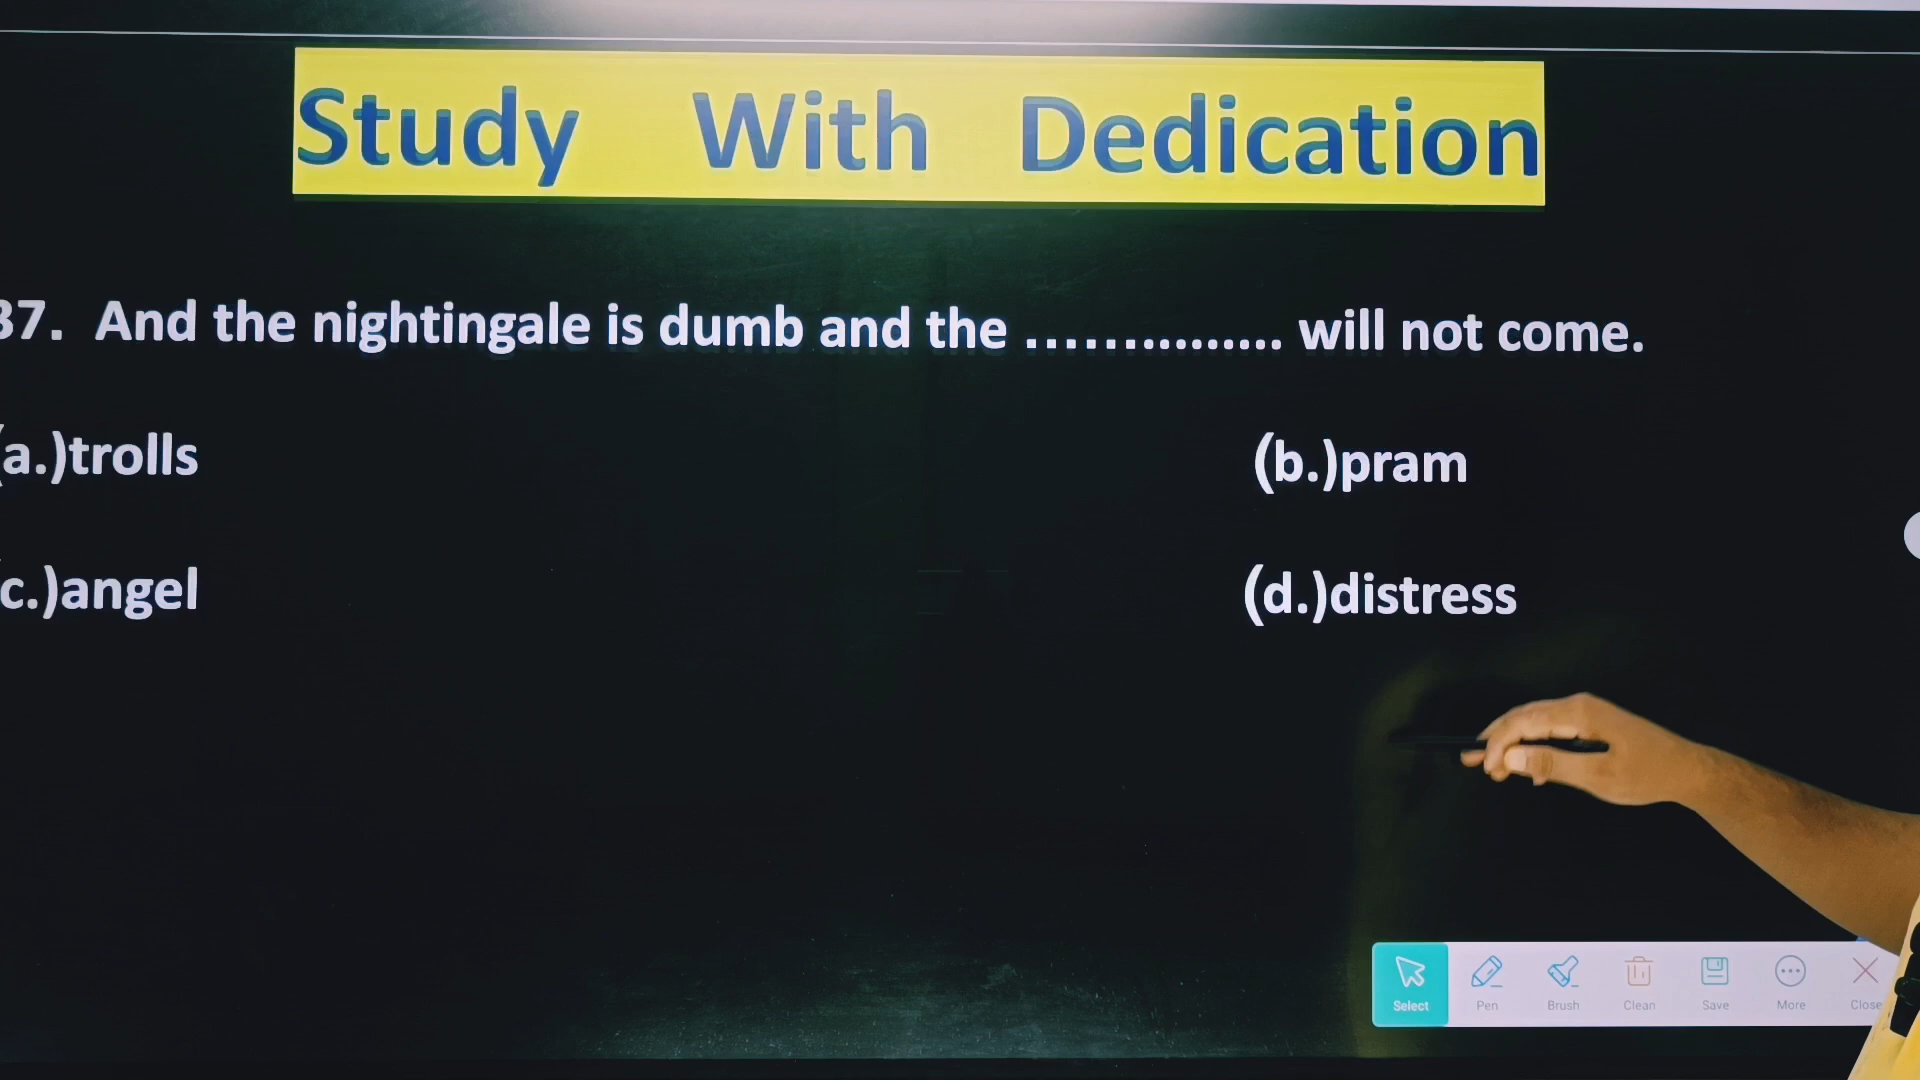 Study With Dedication
37. And the nightingale is dumb and the ............... will not come.
(a.)trolls
(b.)pram
(c.)angel
(d.)distress
Select Pen Brush Clean Save More Close